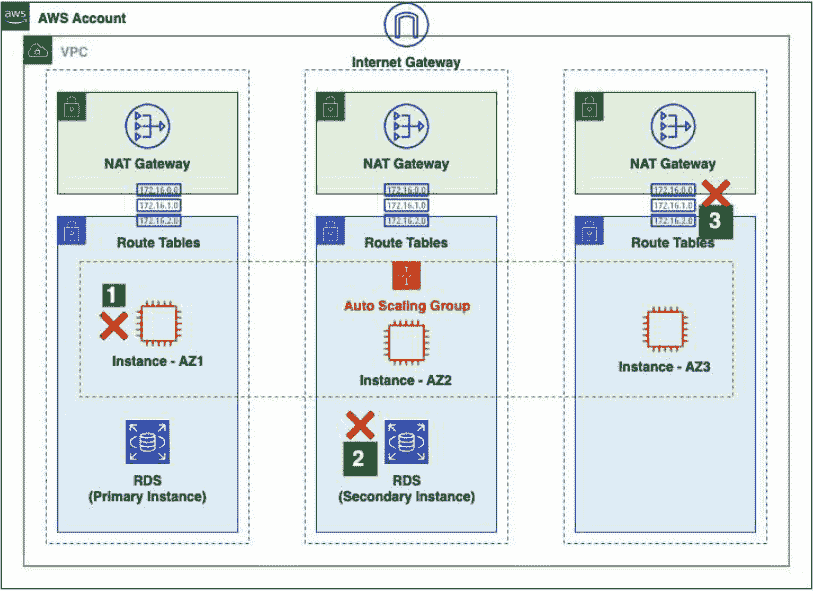 aws
AWS Account
VPC
Internet Gateway
NAT Gateway
NAT Gateway
NAT Gateway
172.16.0.0
172.16.1.0
172.16.2.0
172.16.0.0
172.16.1.0
172.16.2.0
172.16.0.0
172.16.1.0
172.16.2.0
3
Route Tables
Route Tables
Route Tables
1
Auto Scaling Group
Instance - AZ1
Instance - AZ2
Instance - AZ3
2
RDS
(Primary Instance)
RDS
(Secondary Instance)